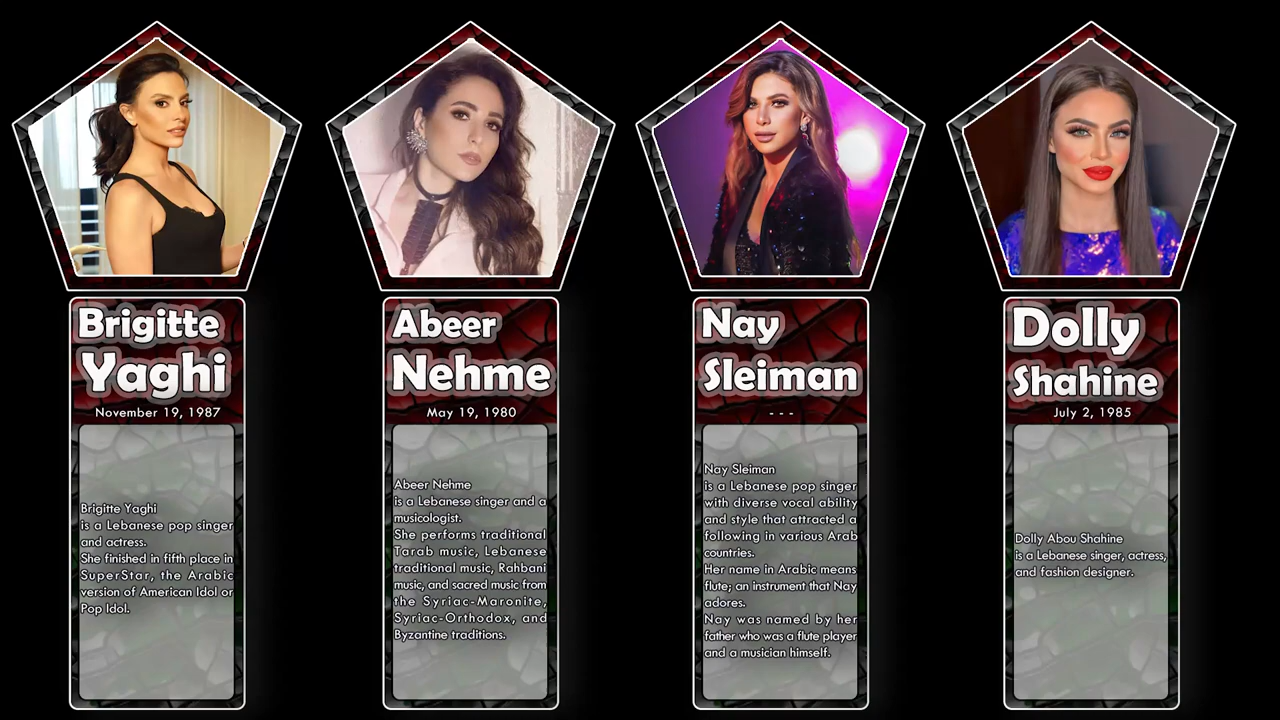 Brigitte
Yaghi
November 19, 1987
Brigitte Yaghi
is a Lebanese pop singer
and actress.
She finished in fifth place in
SuperStar, the Arabic
version of American Idol or
Pop Idol.
Abeer
Nehme
May 19, 1980
Abeer Nehme
is a Lebanese singer and a
musicologist.
She performs traditional
Tarab music, Lebanese
traditional music, Rahbani
music, and sacred music from
the Syriac-Maronite,
Syriac-Orthodox, and
Byzantine traditions.
Nay
Sleiman
- - -
Nay Sleiman
is a Lebanese pop singer
with diverse vocal ability
and style that attracted a
following in various Arab
countries.
Her name in Arabic means
flute; an instrument that Nay
adores.
Nay was named by her
father who was a flute player
and a musician himself.
Dolly
Shahine
July 2, 1985
Dolly Abou Shahine
is a Lebanese singer, actress,
and fashion designer.